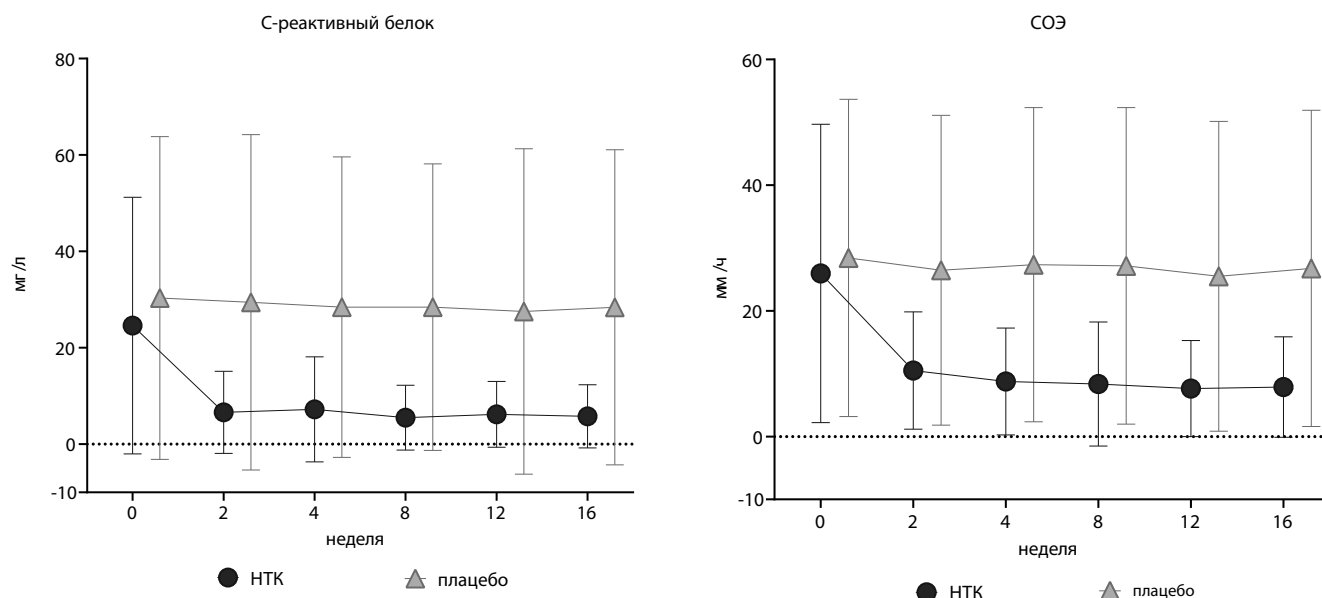 С-реактивный белок
80
60
40
20
0
-10
мг/л
0 2 4 8 12 16
неделя
НТК плацебо
СОЭ
60
40
20
0
-10
мм/ч
0 2 4 8 12 16
неделя
НТК плацебо